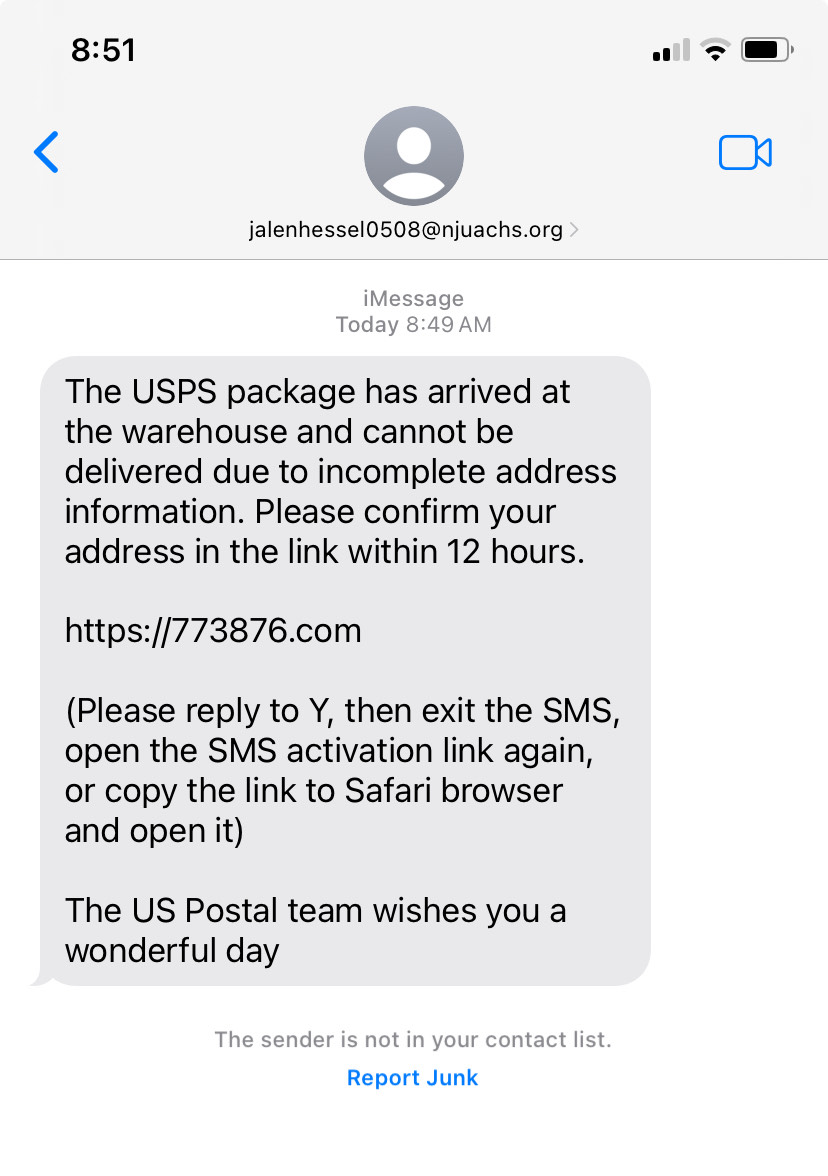 8:51
jalenhessel0508@njuachs.org
iMessage
Today 8:49 AM
The USPS package has arrived at
the warehouse and cannot be
delivered due to incomplete address
information. Please confirm your
address in the link within 12 hours.
https://773876.com
(Please reply to Y, then exit the SMS,
open the SMS activation link again,
or copy the link to Safari browser
and open it)
The US Postal team wishes you a
wonderful day
The sender is not in your contact list.
Report Junk